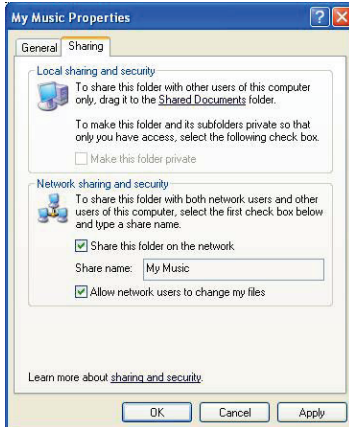 My Music Properties
General Sharing
Local sharing and security
To share this folder with other users of this computer
only, drag it to the Shared Documents folder.
To make this folder and its subfolders private so that
only you have access, select the following check box.
Make this folder private
Network sharing and security
To share this folder with both network users and other
users of this computer, select the first check box below
and type a share name.
Share this folder on the network
Share name: My Music
Allow network users to change my files
Learn more about sharing and security.
OK Cancel Apply